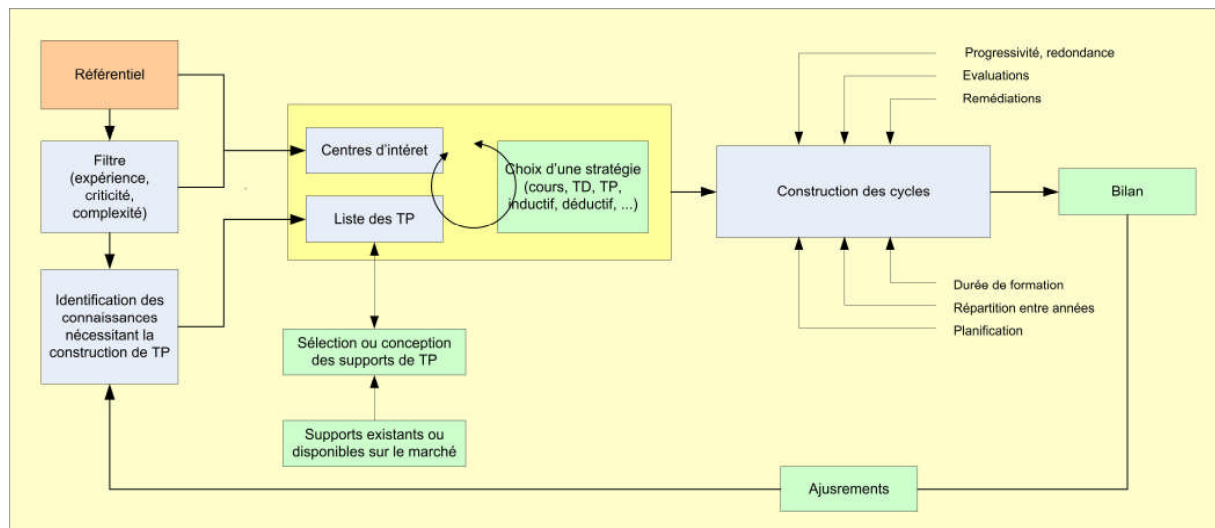 Référentiel
Filtre
(expérience,
criticité,
complexité)
Identification des
connaissances
nécessitant la
construction de TP
Centres d'intéret
Liste des TP
Choix d'une stratégie
(cours, TD, TP,
inductif, déductif, ...)
Sélection ou conception
des supports de TP
Supports existants ou
disponibles sur le marché
Progressivité, redondance
Evaluations
Remédiations
Construction des cycles
Durée de formation
Répartition entre années
Planification
Bilan
Ajusrements